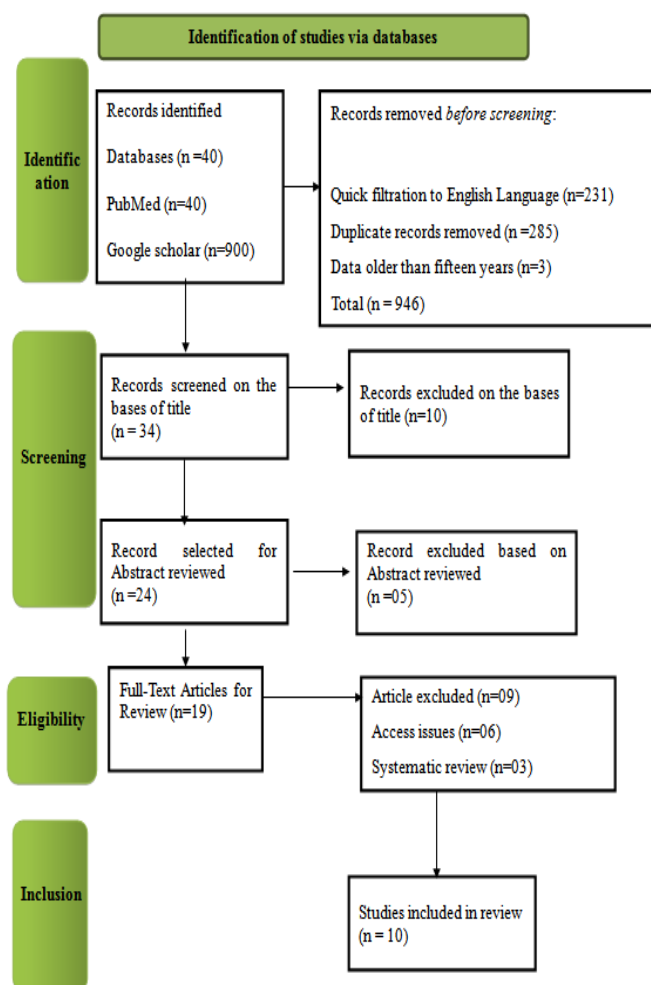 Identification of studies via databases
Identific
ation
Records identified
Databases (n =40)
PubMed (n=40)
Google scholar (n=900)
Records removed before screening:
Quick filtration to English Language (n=231)
Duplicate records removed (n =285)
Data older than fifteen years (n=3)
Total (n = 946)
Screening
Records screened on the
bases of title
(n = 34)
Records excluded on the bases
of title (n=10)
Record selected for
Abstract reviewed
(n =24)
Record excluded based on
Abstract reviewed
(n =05)
Eligibility
Full-Text Articles for
Review (n=19)
Article excluded (n=09)
Access issues (n=06)
Systematic review (n=03)
Inclusion
Studies included in review
(n = 10)